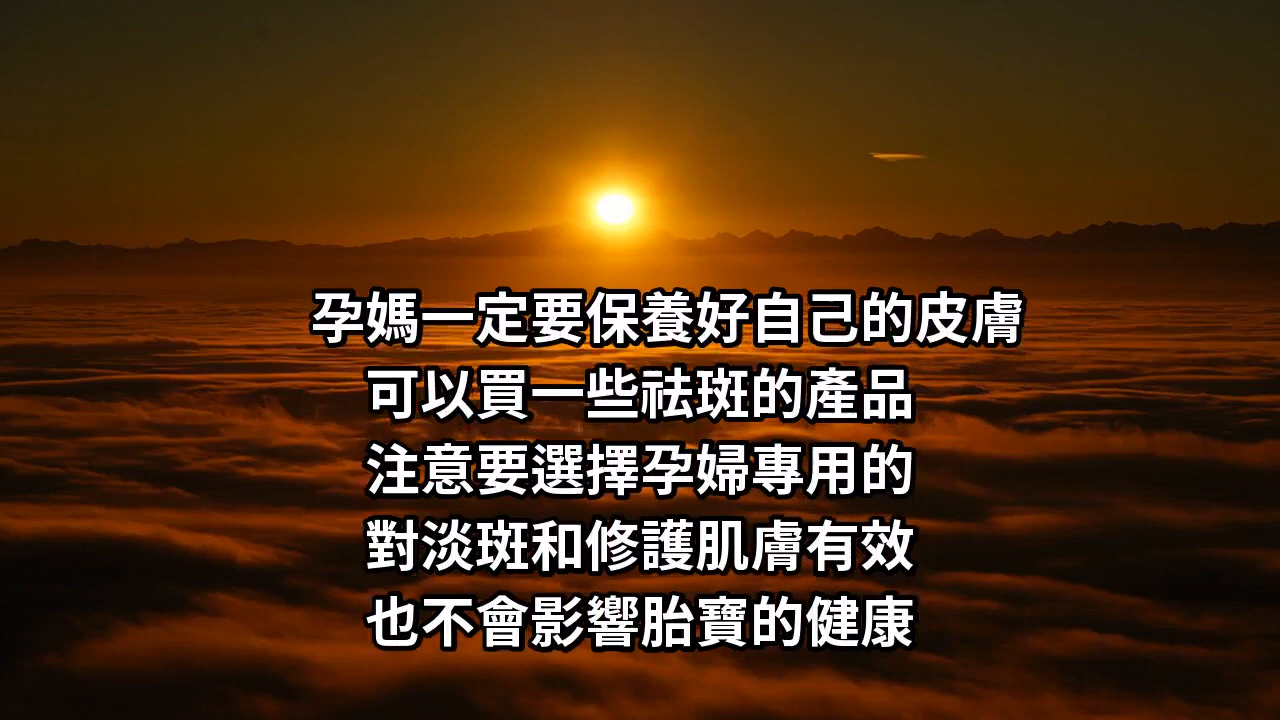 孕媽一定要保養好自己的皮膚
可以買一些祛斑的產品
注意要選擇孕婦專用的
對淡斑和修護肌膚有效
也不會影響胎寶的健康